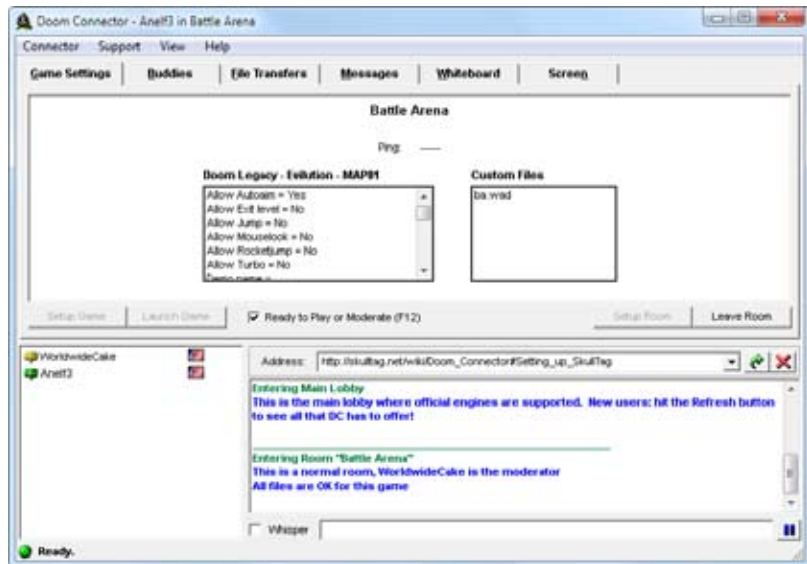 Doom Connector - Anelf3 in Battle Arena
Connector Support View Help
Game Settings Buddies File Transfers Messages Whiteboard Screen
Battle Arena
Ping: ----
Doom Legacy - Evilution - MAP01 Custom Files
Allow Autoaim = Yes
Allow Exit level = No
Allow Jump = No
Allow Mouselook = No
Allow Rocketjump = No
Allow Turbo = No
Demo name =
ba.wad
Setup Game Launch Game Ready to Play or Moderate (F12) Setup Room Leave Room
WorldwideCake
Anelf3
Address: http://skulltag.net/wiki/Doom_Connector#Setting_up_SkullTag
Entering Main Lobby
This is the main lobby where official engines are supported. New users: hit the Refresh button
to see all that DC has to offer!
Entering Room "Battle Arena"
This is a normal room, WorldwideCake is the moderator
All files are OK for this game
Whisper
Ready.